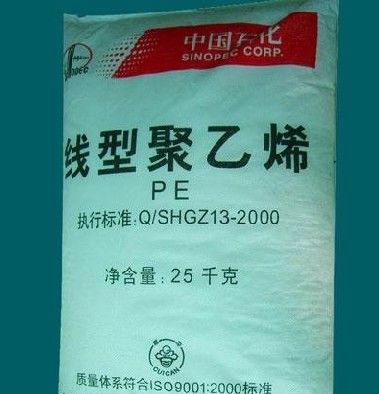 中国石化
SINOPEC CORP.
线型聚乙烯
PE
执行标准:Q/SHGZ13-2000
净含量: 25 千克
CUICAN
质量体系符合ISO9001:2000标准